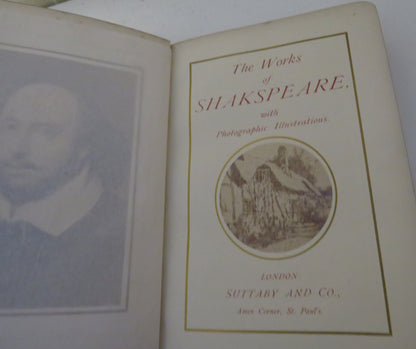 The Works
of
SHAKSPEARE,
with
Photographic Illustrations.
LONDON:
SUTTABY AND CO.,
Amen Corner, St. Paul's.